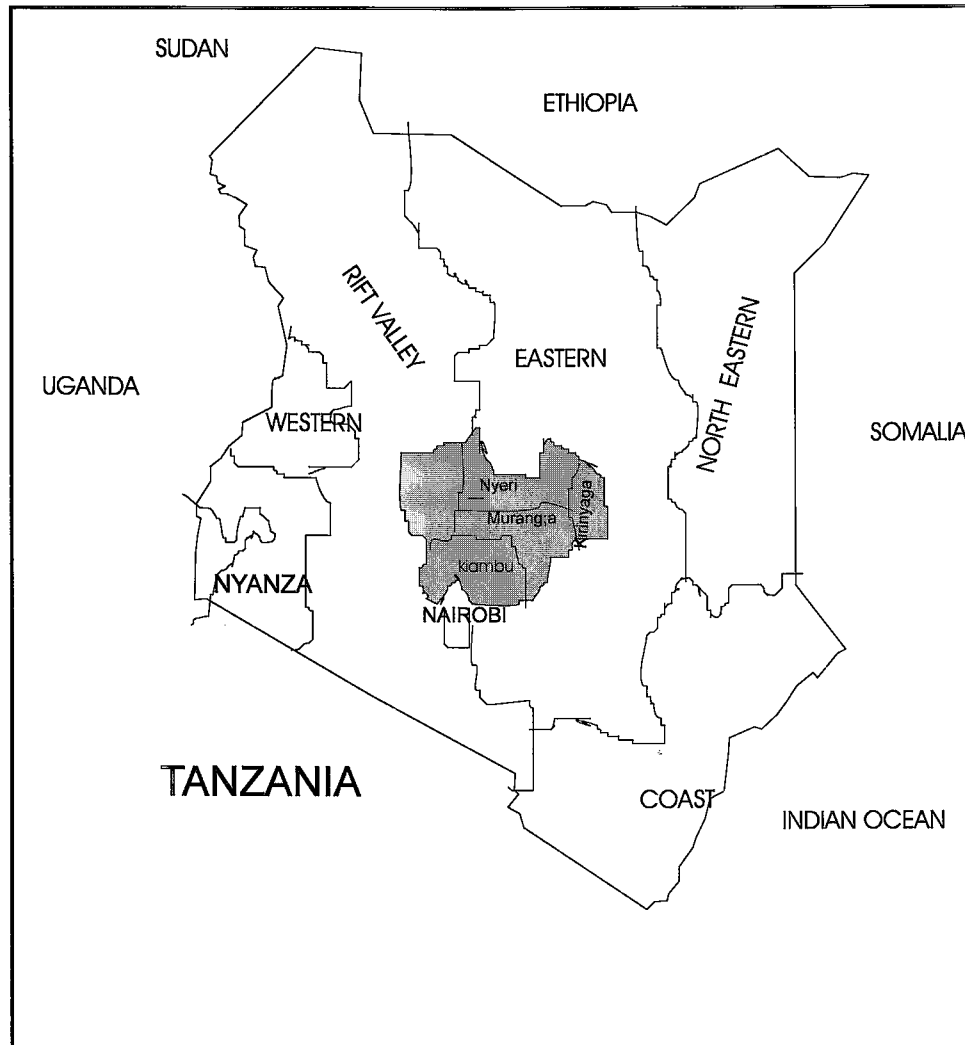 SUDAN
ETHIOPIA
RIFT VALLEY
EASTERN
NORTH EASTERN
UGANDA
WESTERN
SOMALIA
Nyeri
Kirinyaga
Murang;a
kiambu
NYANZA
NAIROBI
TANZANIA
COAST
INDIAN OCEAN